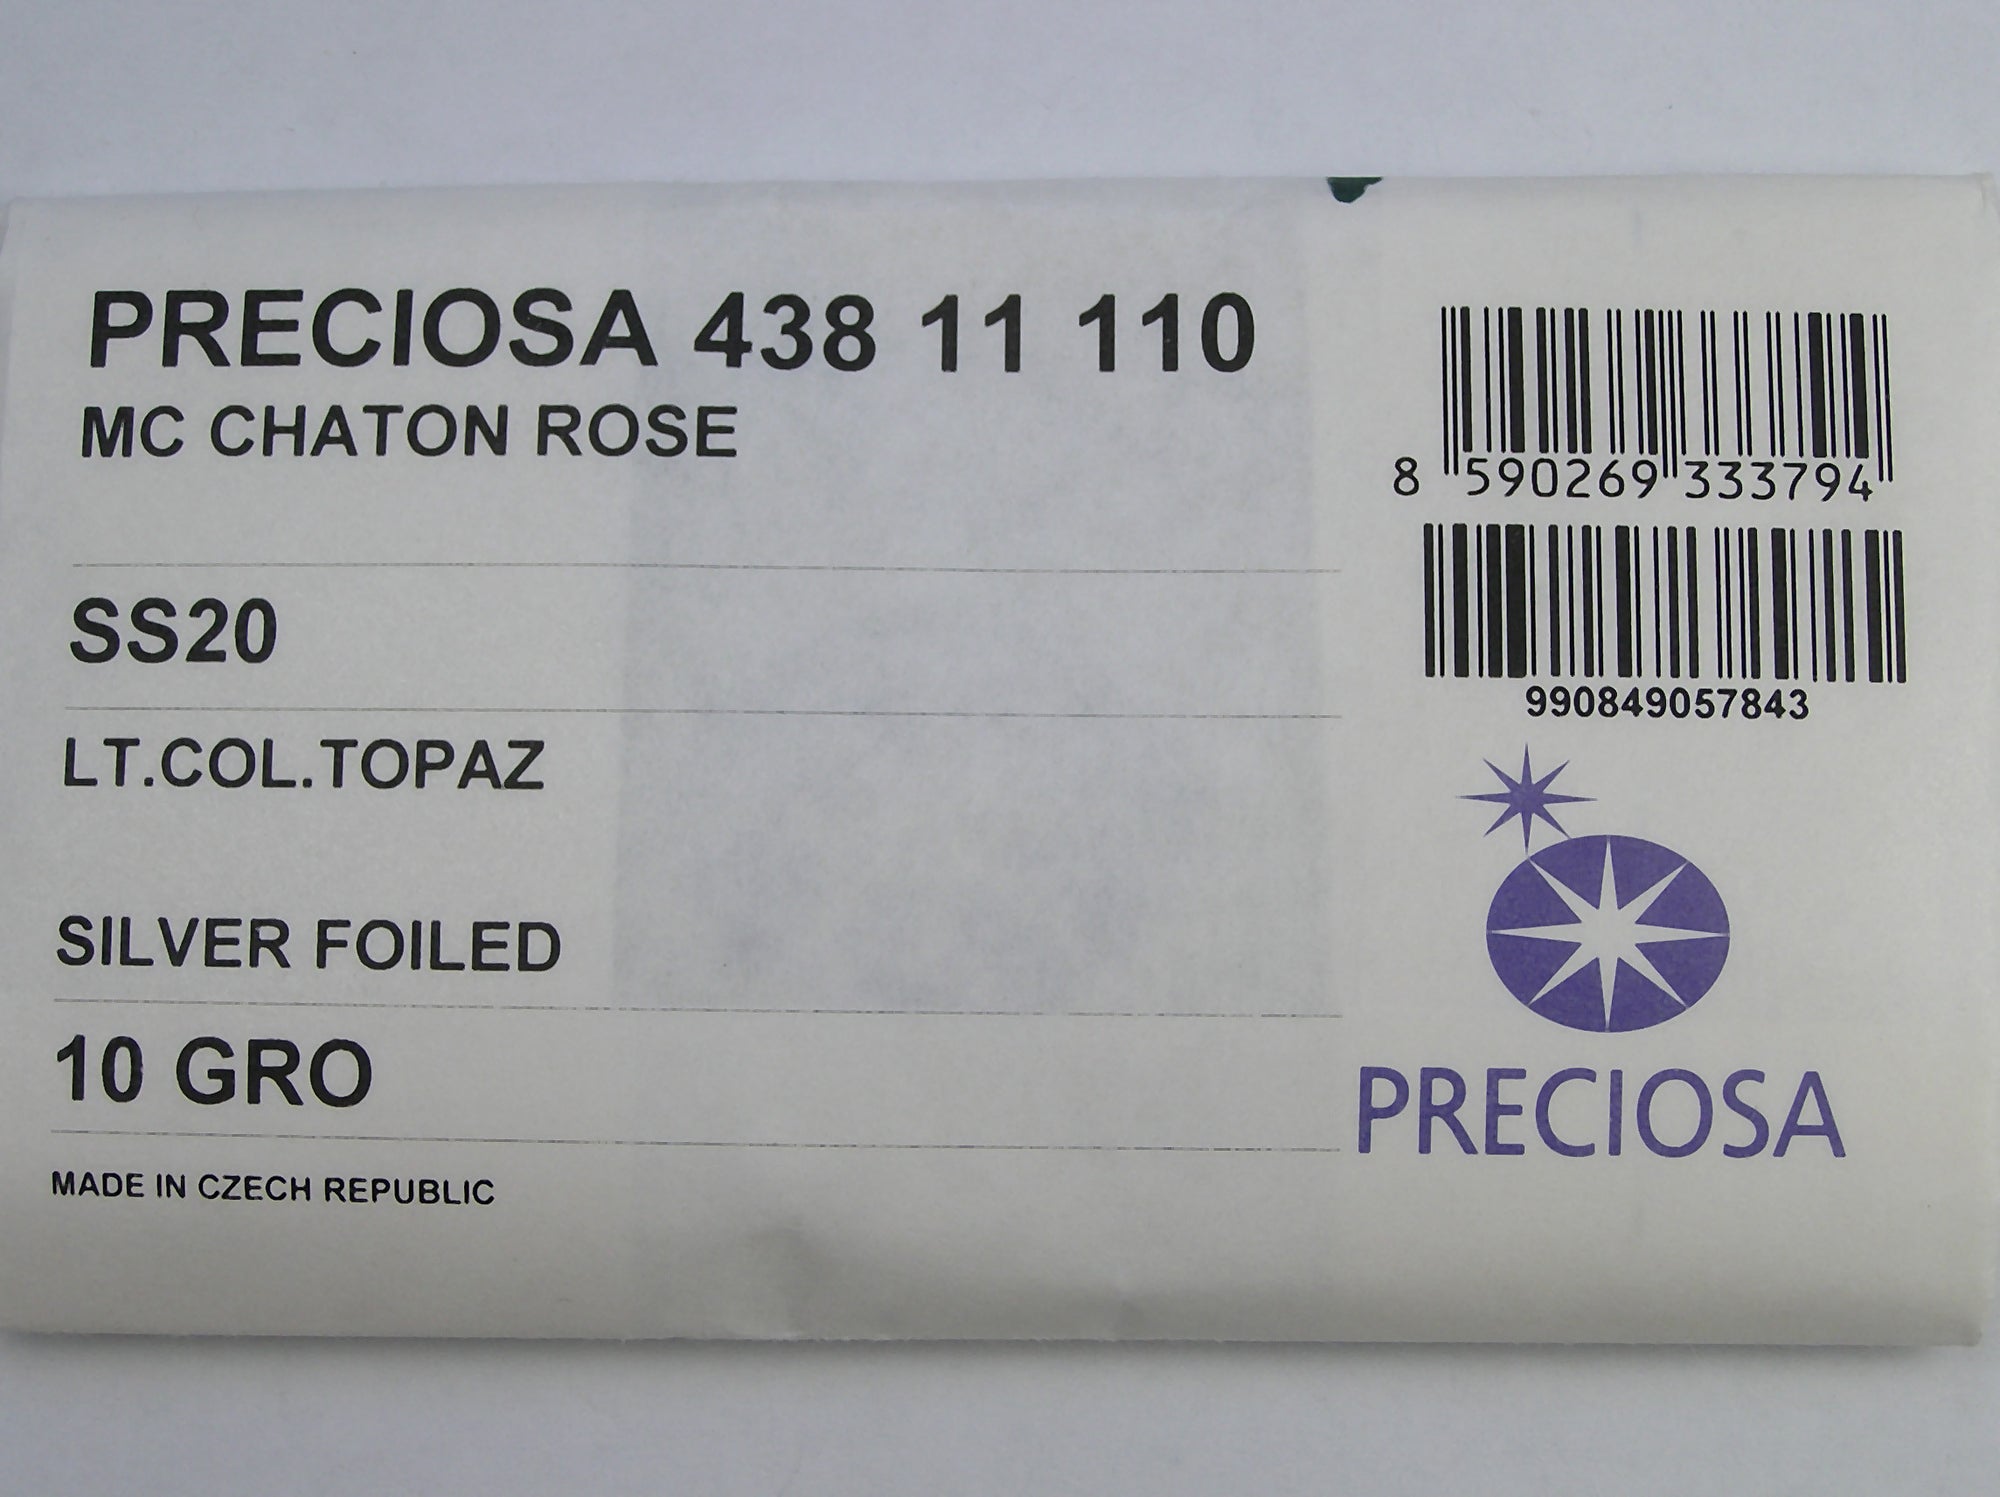 PRECIOSA 438 11 110
MC CHATON ROSE
SS20
LT.COL.TOPAZ
SILVER FOILED
10 GRO
MADE IN CZECH REPUBLIC
8 590269 333794
990849057843
PRECIOSA